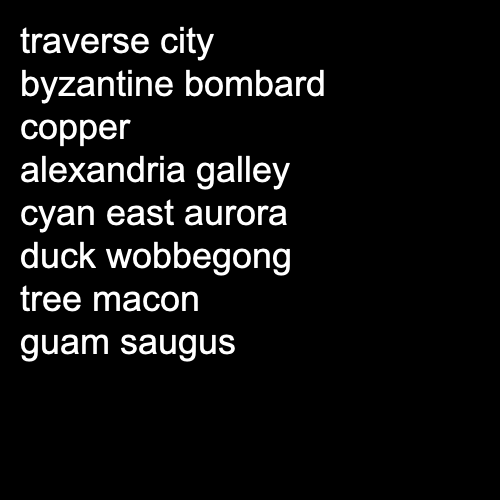 traverse city
byzantine bombard
copper
alexandria galley
cyan east aurora
duck wobbegong
tree macon
guam saugus